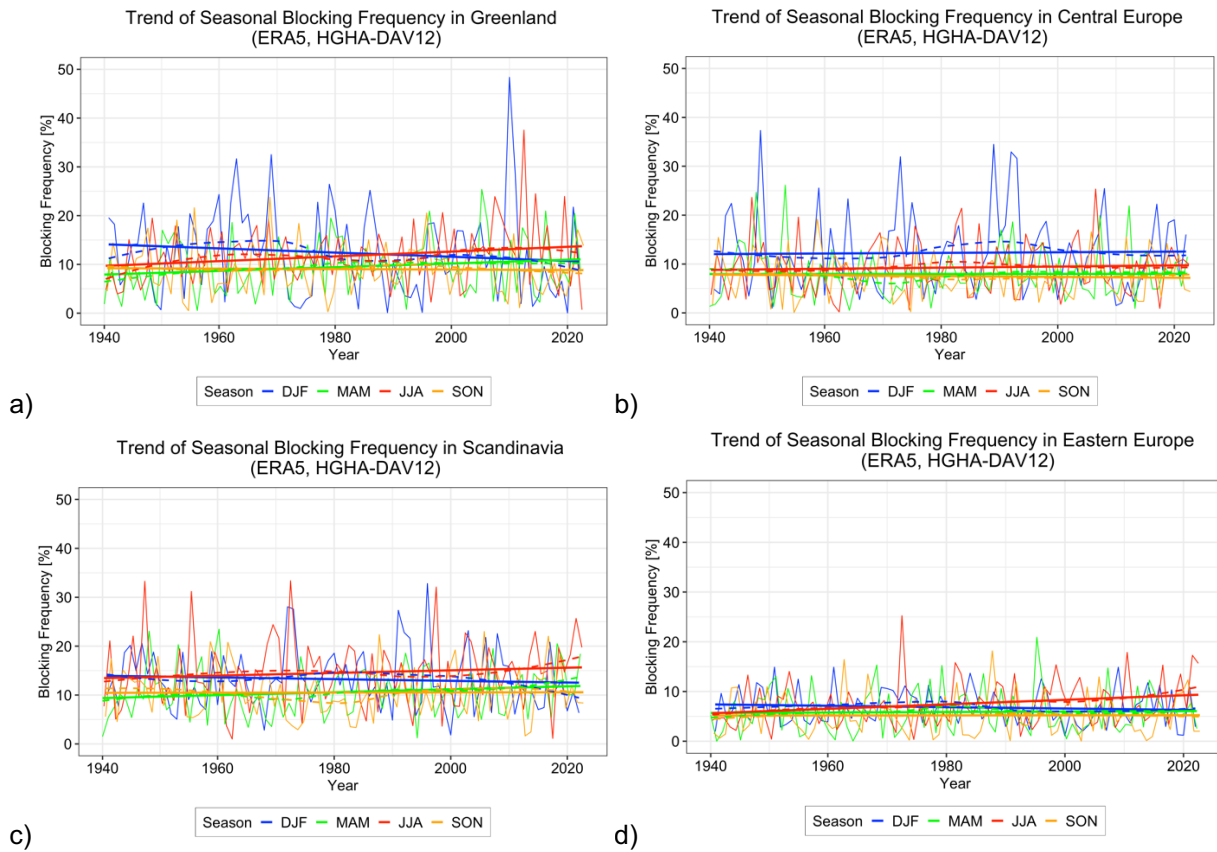 Trend of Seasonal Blocking Frequency in Greenland
(ERA5, HGHA-DAV12)
Blocking Frequency [%]
50
40
30
20
10
0
1940 1960 1980 2000 2020
Year
Season DJF MAM JJA SON
a)
Trend of Seasonal Blocking Frequency in Central Europe
(ERA5, HGHA-DAV12)
Blocking Frequency [%]
50
40
30
20
10
0
1940 1960 1980 2000 2020
Year
Season DJF MAM JJA SON
b)
Trend of Seasonal Blocking Frequency in Scandinavia
(ERA5, HGHA-DAV12)
Blocking Frequency [%]
50
40
30
20
10
0
1940 1960 1980 2000 2020
Year
Season DJF MAM JJA SON
c)
Trend of Seasonal Blocking Frequency in Eastern Europe
(ERA5, HGHA-DAV12)
Blocking Frequency [%]
50
40
30
20
10
0
1940 1960 1980 2000 2020
Year
Season DJF MAM JJA SON
d)